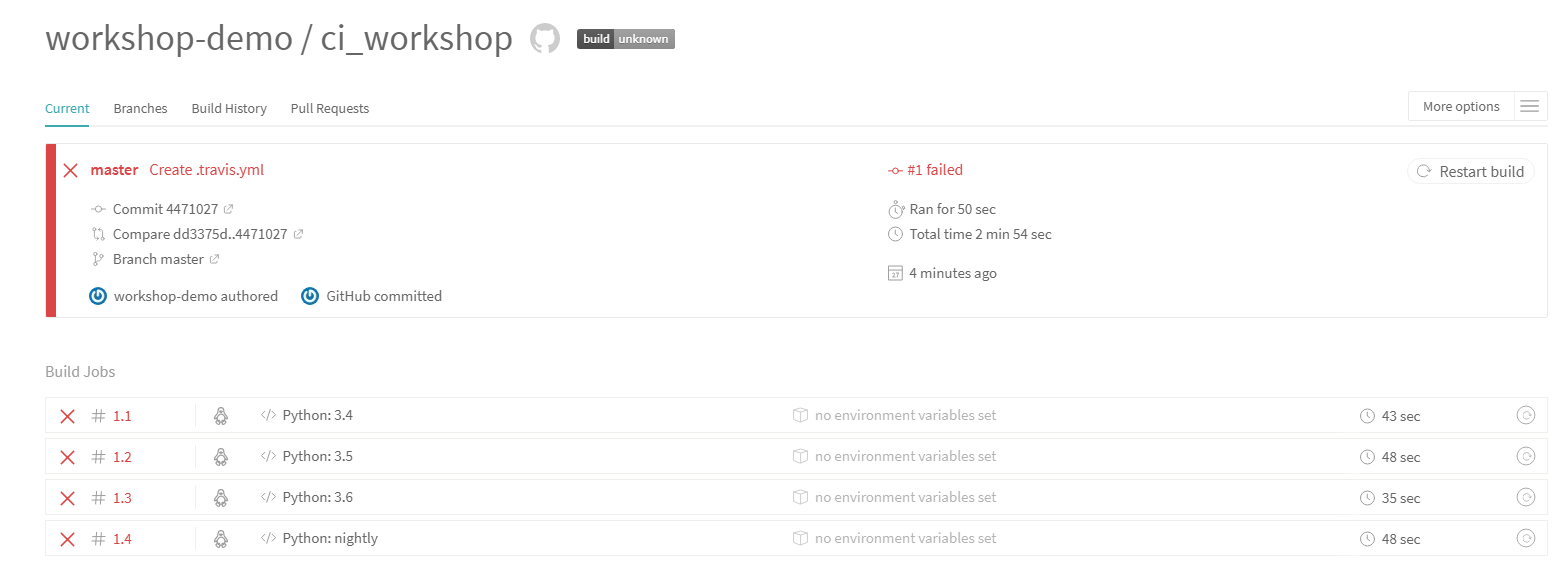 workshop-demo / ci_workshop build unknown
Current Branches Build History Pull Requests More options
master Create .travis.yml #1 failed Restart build
Commit 4471027 Ran for 50 sec
Compare dd3375d..4471027 Total time 2 min 54 sec
Branch master
27 4 minutes ago
workshop-demo authored GitHub committed
Build Jobs
# 1.1 </> Python: 3.4 no environment variables set 43 sec
# 1.2 </> Python: 3.5 no environment variables set 48 sec
# 1.3 </> Python: 3.6 no environment variables set 35 sec
# 1.4 </> Python: nightly no environment variables set 48 sec